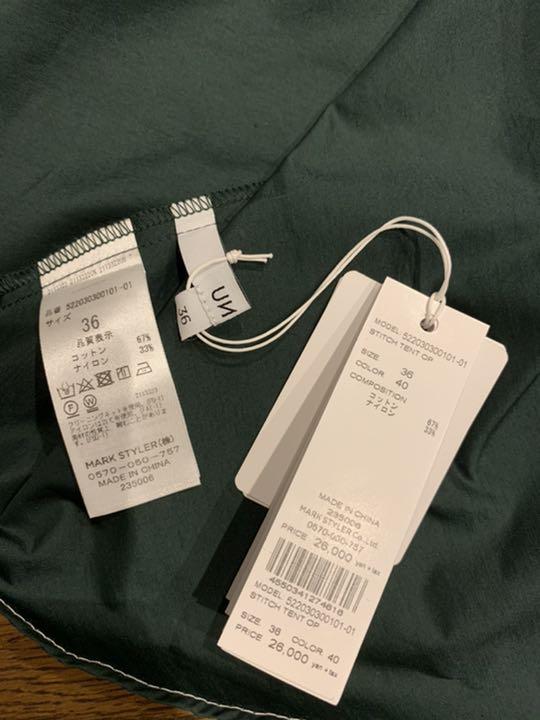 品番 522030300101-01
サイズ
36
品質表示
コットン 67%
ナイロン 33%
F W
2113323
MARK STYLER(株)
0570-050-757
MADE IN CHINA
235006
UN
36
MODEL: 522030300101-01
STITCH TENT OP
SIZE: 36
COLOR: 40
COMPOSITION
コットン 67%
ナイロン 33%
MADE IN CHINA
235006
MARK STYLER Co.,Ltd.
0570-050-757
PRICE: 26,000 yen + tax
4550341274616
MODEL: 522030300101-01
STITCH TENT OP
SIZE: 36 COLOR: 40
PRICE: 26,000 yen + tax